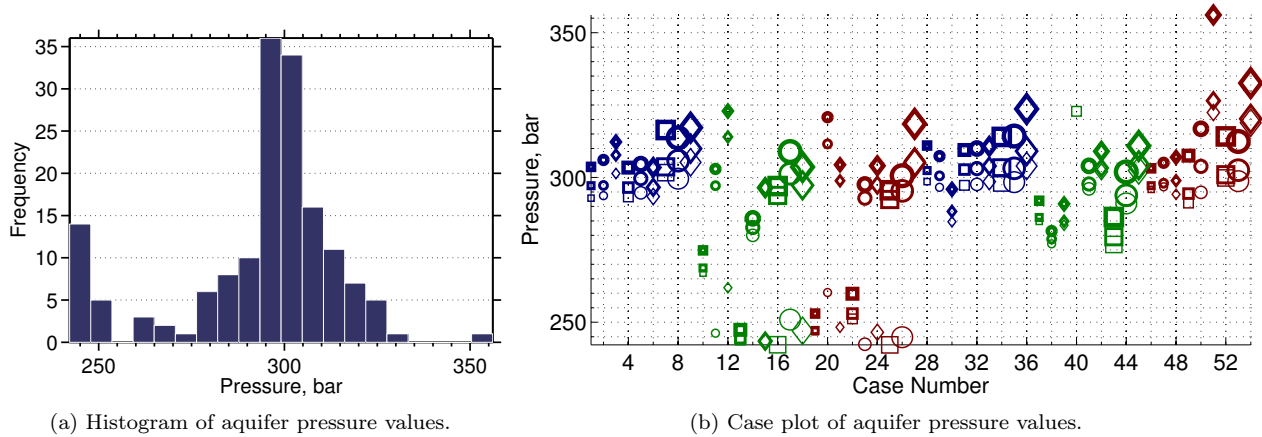 35
30
25
20
15
10
5
0
Frequency
250
300
350
Pressure, bar
(a) Histogram of aquifer pressure values.
350
300
250
Pressure, bar
4 8 12 16 20 24 28 32 36 40 44 48 52
Case Number
(b) Case plot of aquifer pressure values.